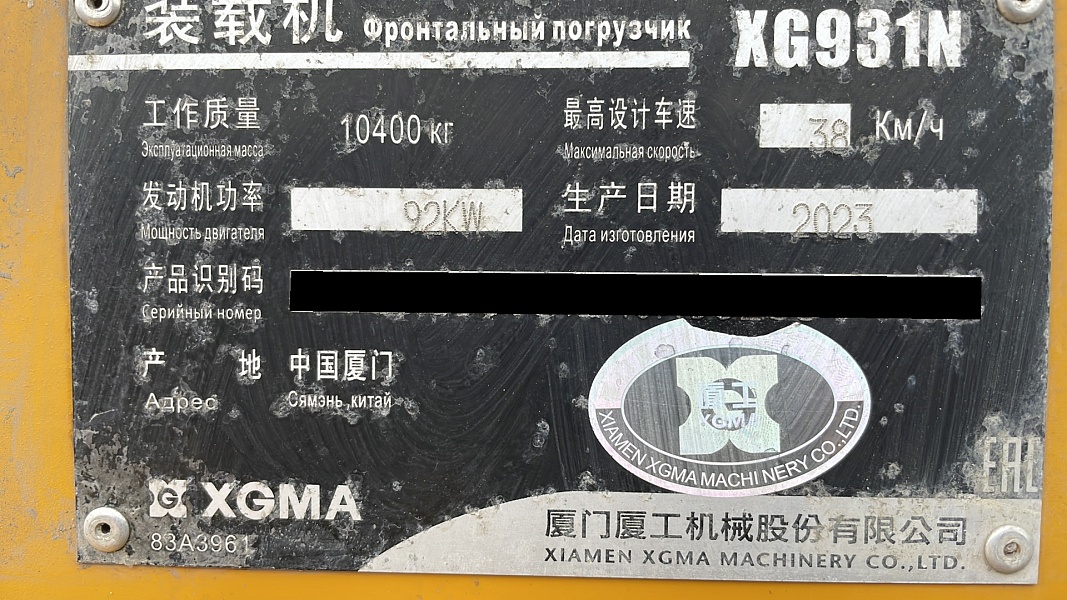 装载机 Фронтальный погрузчик XG931N
工作质量 10400 кг 最高设计车速 38 Км/ч
Эксплуатационная масса Максимальная скорость
发动机功率 92KW 生产日期 2023
Мощность двигателя Дата изготовления
产品识别码
Серийный номер
产 地 中国厦门
Адрес Сямэнь,китай
厦工
XGMA
XIAMEN XGMA MACHINERY CO.,LTD.
EAC
G XGMA
83A3961
厦门厦工机械股份有限公司
XIAMEN XGMA MACHINERY CO.,LTD.